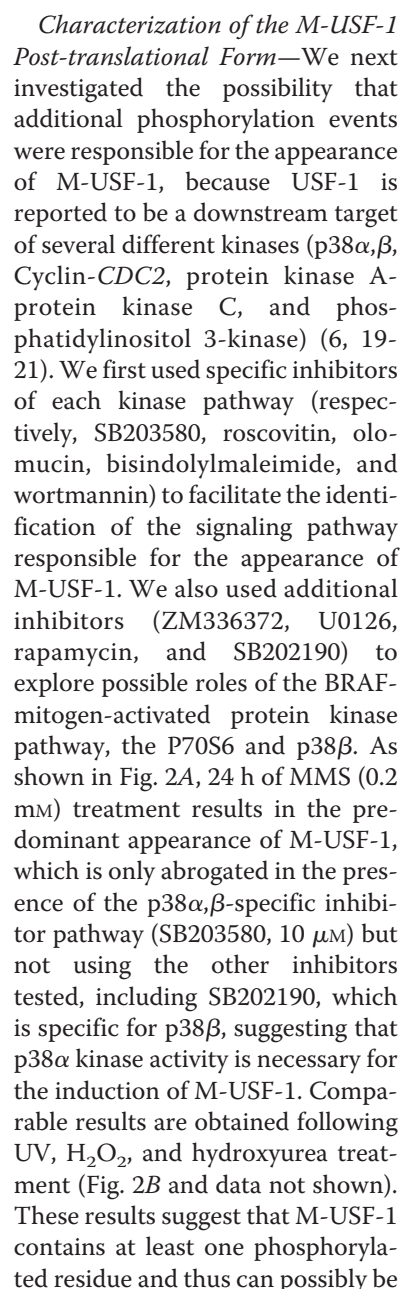 Characterization of the M-USF-1
Post-translational Form—We next
investigated the possibility that
additional phosphorylation events
were responsible for the appearance
of M-USF-1, because USF-1 is
reported to be a downstream target
of several different kinases (p38α,β,
Cyclin-CDC2, protein kinase A-
protein kinase C, and phos-
phatidylinositol 3-kinase) (6, 19-
21). We first used specific inhibitors
of each kinase pathway (respec-
tively, SB203580, roscovitin, olo-
mucin, bisindolylmaleimide, and
wortmannin) to facilitate the identi-
fication of the signaling pathway
responsible for the appearance of
M-USF-1. We also used additional
inhibitors (ZM336372, U0126,
rapamycin, and SB202190) to
explore possible roles of the BRAF-
mitogen-activated protein kinase
pathway, the P70S6 and p38β. As
shown in Fig. 2A, 24 h of MMS (0.2
mM) treatment results in the pre-
dominant appearance of M-USF-1,
which is only abrogated in the pres-
ence of the p38α,β-specific inhibi-
tor pathway (SB203580, 10 μM) but
not using the other inhibitors
tested, including SB202190, which
is specific for p38β, suggesting that
p38α kinase activity is necessary for
the induction of M-USF-1. Compa-
rable results are obtained following
UV, H₂O₂, and hydroxyurea treat-
ment (Fig. 2B and data not shown).
These results suggest that M-USF-1
contains at least one phosphoryla-
ted residue and thus can possibly be